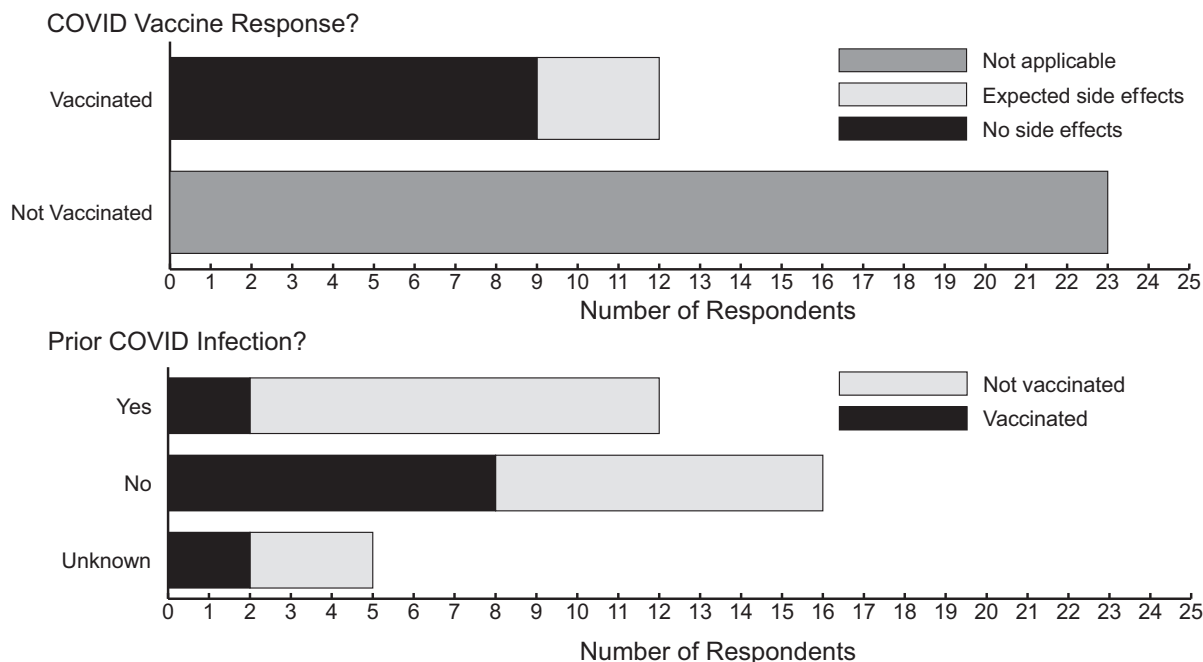 COVID Vaccine Response?
Not applicable
Vaccinated
Expected side effects
No side effects
Not Vaccinated
0 1 2 3 4 5 6 7 8 9 10 11 12 13 14 15 16 17 18 19 20 21 22 23 24 25
Number of Respondents
Prior COVID Infection?
Yes
Not vaccinated
Vaccinated
No
Unknown
0 1 2 3 4 5 6 7 8 9 10 11 12 13 14 15 16 17 18 19 20 21 22 23 24 25
Number of Respondents